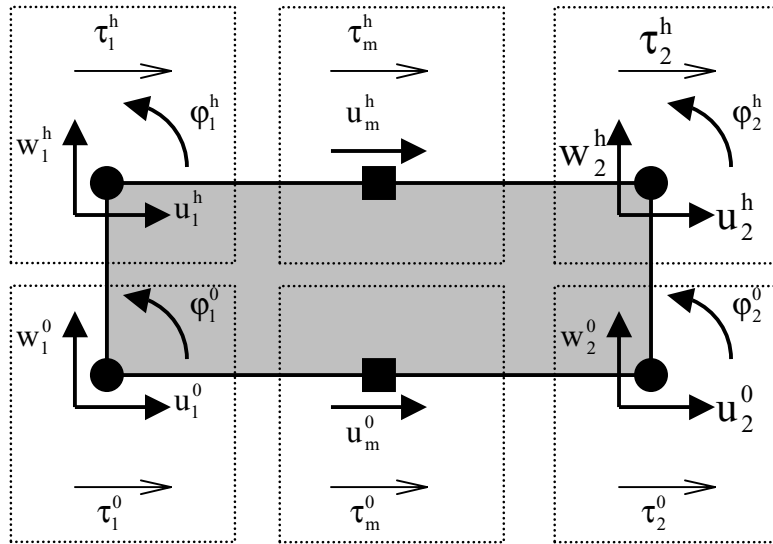 τ₁ʰ τₘʰ τ₂ʰ
φ₁ʰ uₘʰ φ₂ʰ
w₁ʰ w₂ʰ
u₁ʰ u₂ʰ
φ₁⁰ φ₂⁰
w₁⁰ w₂⁰
u₁⁰ uₘ⁰ u₂⁰
τ₁⁰ τₘ⁰ τ₂⁰